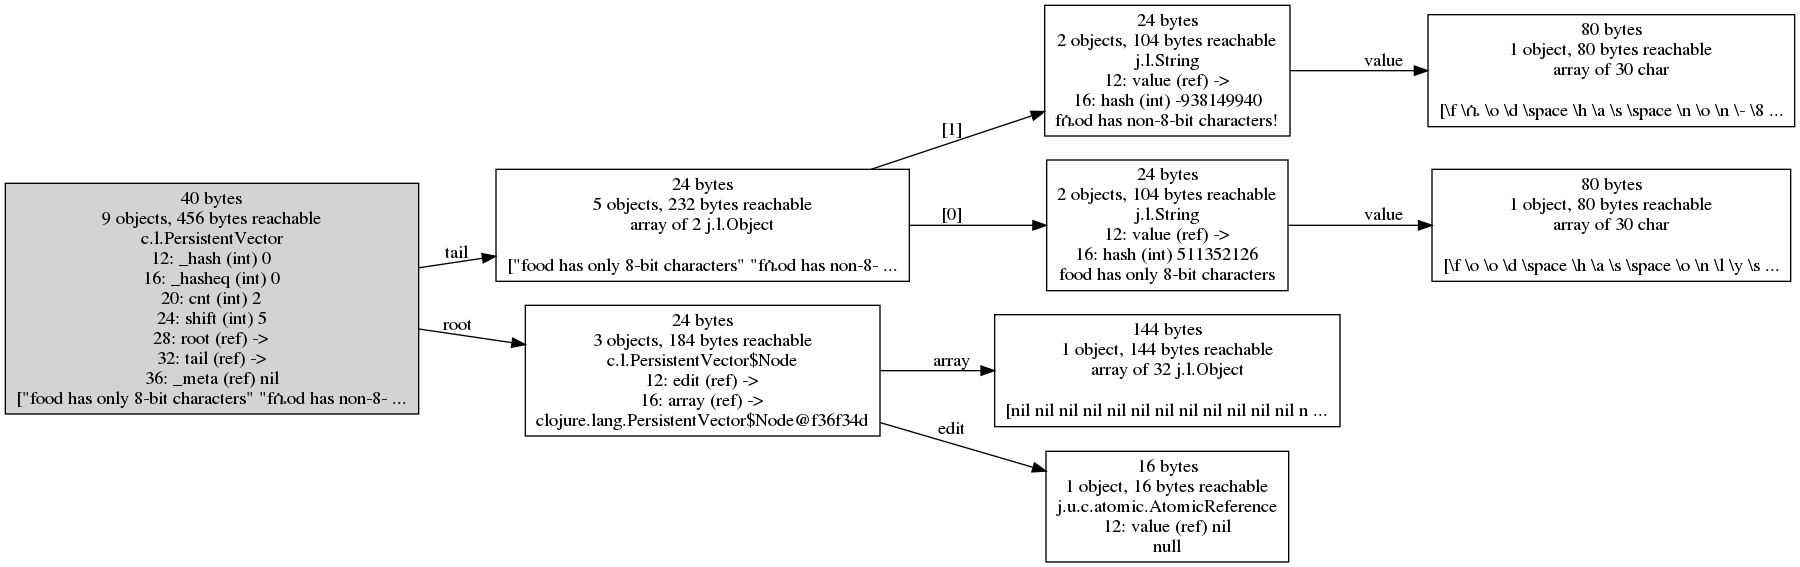 40 bytes
9 objects, 456 bytes reachable
c.l.PersistentVector
12: _hash (int) 0
16: _hasheq (int) 0
20: cnt (int) 2
24: shift (int) 5
28: root (ref) ->
32: tail (ref) ->
36: _meta (ref) nil
["food has only 8-bit characters" "fሴod has non-8- ...
tail
root
24 bytes
5 objects, 232 bytes reachable
array of 2 j.l.Object
["food has only 8-bit characters" "fሴod has non-8- ...
24 bytes
3 objects, 184 bytes reachable
c.l.PersistentVector$Node
12: edit (ref) ->
16: array (ref) ->
clojure.lang.PersistentVector$Node@f36f34d
[1]
[0]
array
edit
24 bytes
2 objects, 104 bytes reachable
j.l.String
12: value (ref) ->
16: hash (int) -938149940
fሴod has non-8-bit characters!
24 bytes
2 objects, 104 bytes reachable
j.l.String
12: value (ref) ->
16: hash (int) 511352126
food has only 8-bit characters
144 bytes
1 object, 144 bytes reachable
array of 32 j.l.Object
[nil nil nil nil nil nil nil nil nil nil nil nil n ...
16 bytes
1 object, 16 bytes reachable
j.u.c.atomic.AtomicReference
12: value (ref) nil
null
value
value
80 bytes
1 object, 80 bytes reachable
array of 30 char
[\f \ሴ \o \d \space \h \a \s \space \n \o \n \- \8 ...
80 bytes
1 object, 80 bytes reachable
array of 30 char
[\f \o \o \d \space \h \a \s \space \o \n \l \y \s ...